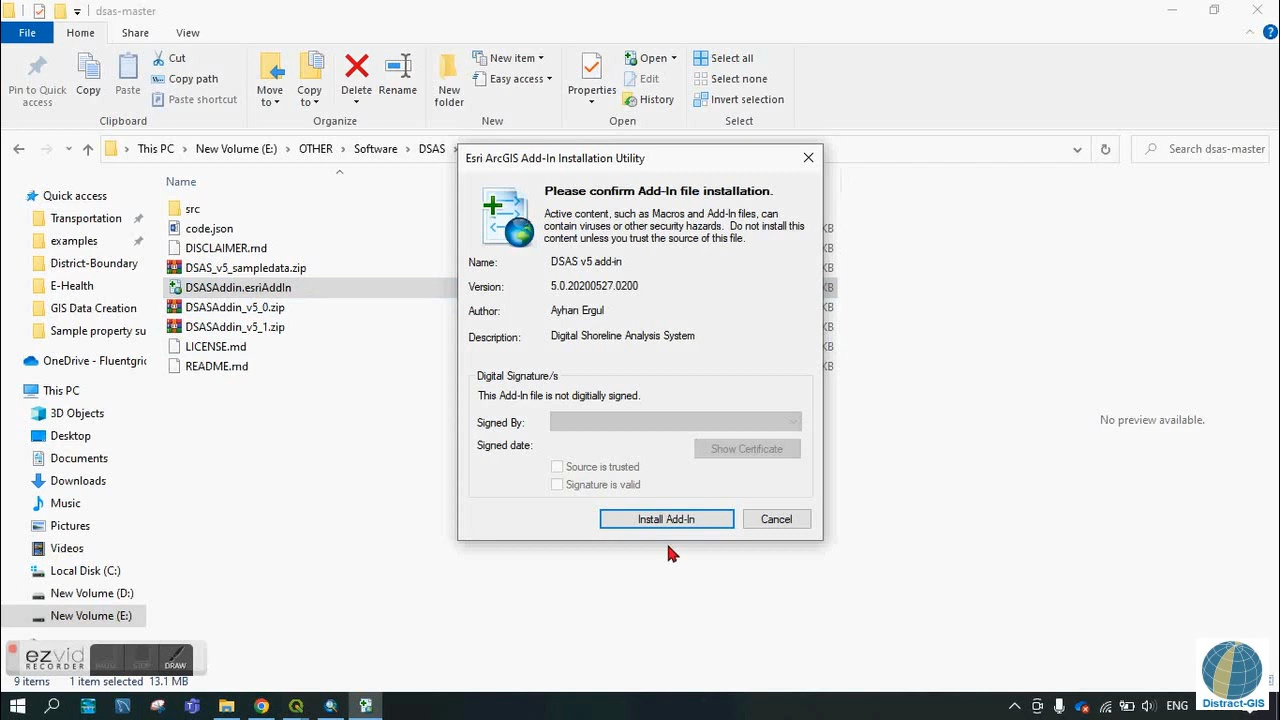 dsas-master
File Home Share View
Pin to Quick access
Copy
Paste
Cut
Copy path
Paste shortcut
Clipboard
Move to
Copy to
Delete
Rename
Organize
New folder
New item
Easy access
New
Properties
Open
Edit
History
Open
Select all
Select none
Invert selection
Select
This PC New Volume (E:) OTHER Software DSAS
Search dsas-master
Quick access
Transportation
examples
District-Boundary
E-Health
GIS Data Creation
Sample property su
OneDrive - Fluentgric
This PC
3D Objects
Desktop
Documents
Downloads
Music
Pictures
Videos
Local Disk (C:)
New Volume (D:)
New Volume (E:)
Name
src
code.json
DISCLAIMER.md
DSAS_v5_sampledata.zip
DSASAddin.esriAddIn
DSASAddin_v5_0.zip
DSASAddin_v5_1.zip
LICENSE.md
README.md
Esri ArcGIS Add-In Installation Utility
Please confirm Add-In file installation.
Active content, such as Macros and Add-In files, can
contain viruses or other security hazards. Do not install this
content unless you trust the source of this file.
Name: DSAS v5 add-in
Version: 5.0.20200527.0200
Author: Ayhan Ergul
Description: Digital Shoreline Analysis System
Digital Signature/s
This Add-In file is not digitially signed.
Signed By:
Signed date:
Show Certificate
Source is trusted
Signature is valid
Install Add-In Cancel
KB
KB
KB
KB
KB
KB
KB
KB
No preview available.
ezvid
RECORDER
STOP
DRAW
9 items 1 item selected 13.1 MB
ENG
Distract-GIS